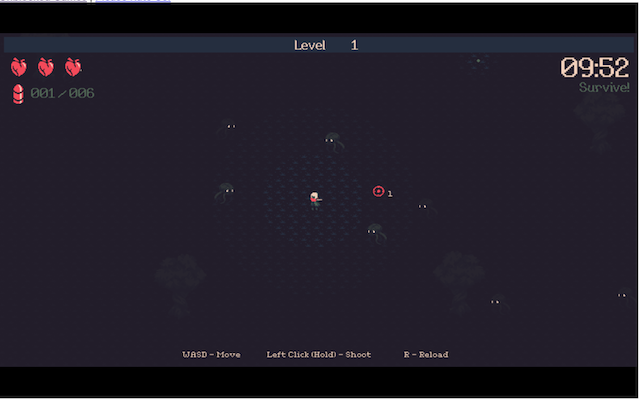 Level 1
09:52
001/006
Survive!
1
WASD - Move Left Click (Hold) - Shoot R - Reload